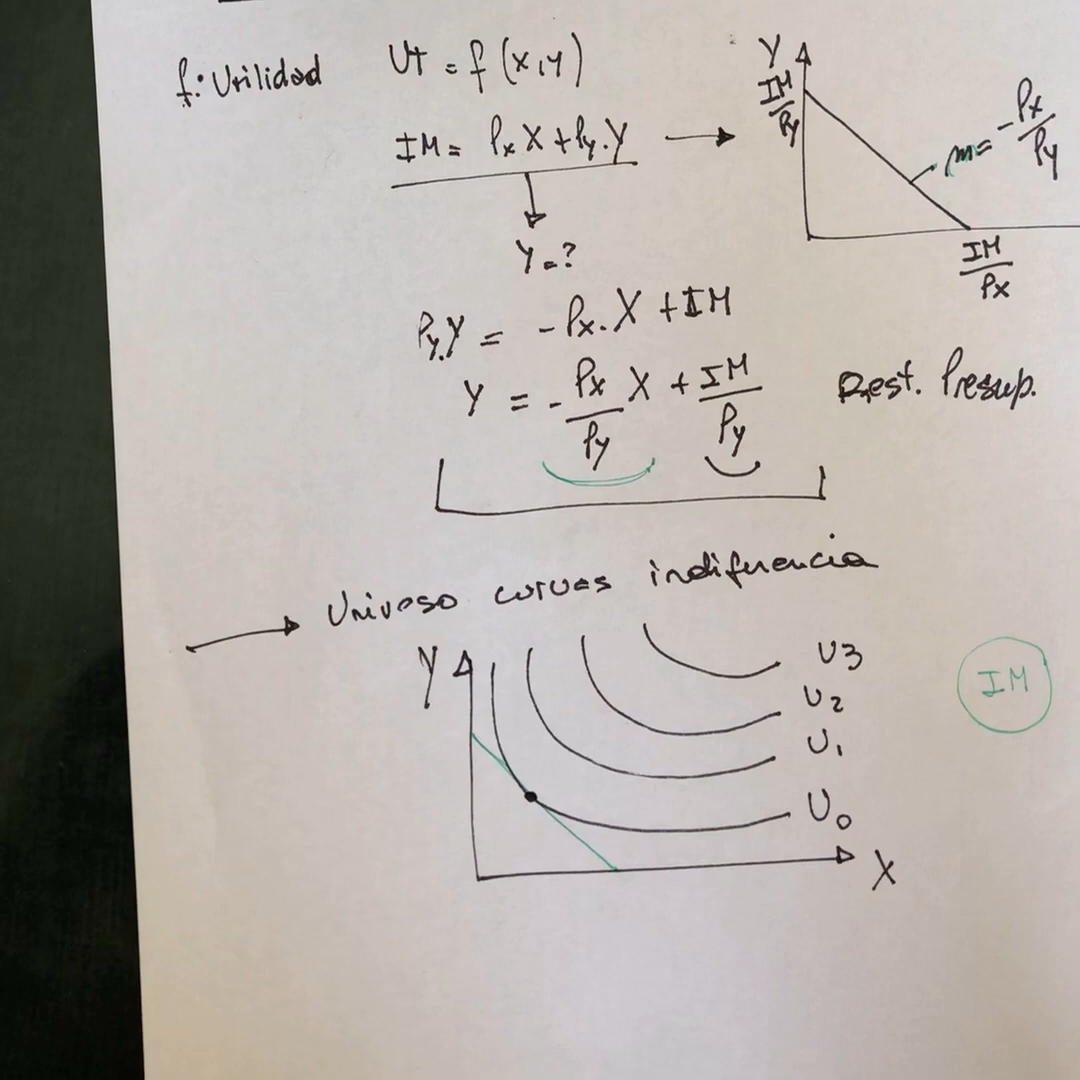 f: Utilidad UT = f (x,y)
IM = Px X + Py. Y
Y = ?
Py.Y = - Px. X + IM
Y = - Px/Py X + IM/Py
Rest. Presup.
Y
IM/Py
m = - Px/Py
IM/Px
Univeso curvas indiferencia
Y
U3
U2
U1
U0
X
IM